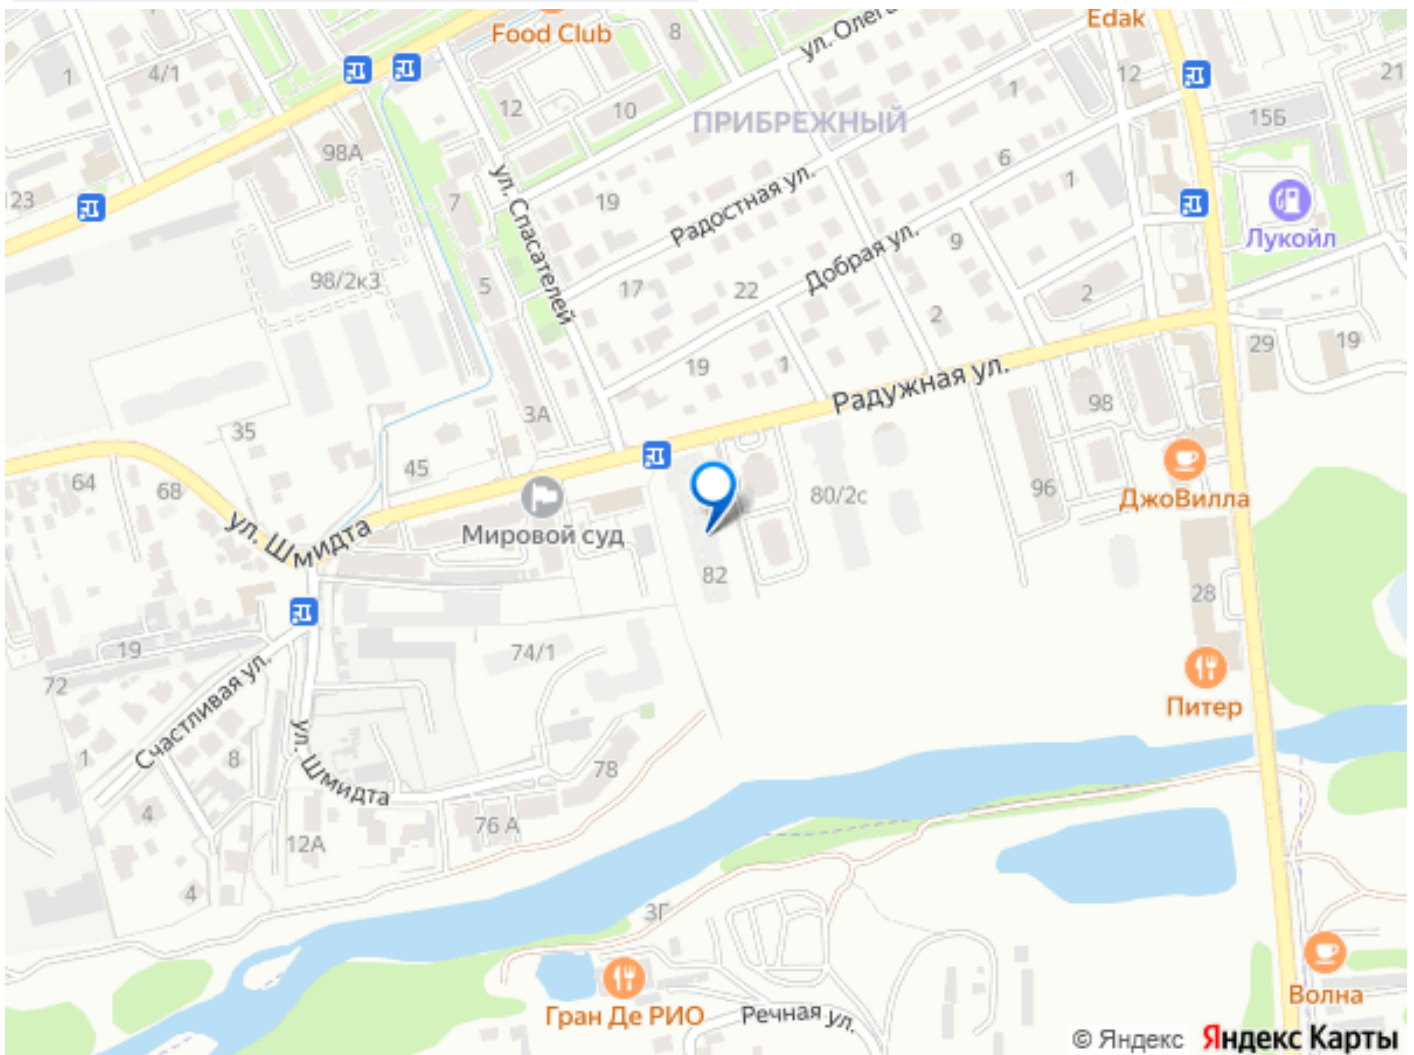 Food Club
8
ул. Олега
Edak
1
4/1
12
21
12
10
1
15Б
ПРИБРЕЖНЫЙ
98А
6
1
23
7
19
ул. Спасателей
Радостная ул.
Лукойл
Добрая ул.
9
98/2к3
5
17
22
2
2
29
19
19
1
Радужная ул.
3А
98
35
45
64
68
96
80/2с
ДжоВилла
ул. Шмидта
Мировой суд
82
28
19
74/1
72
Счастливая ул.
Питер
1
8
ул. Шмидта
78
4
76 А
12А
4
3Г
Волна
Гран Де РИО
Речная ул.
© Яндекс Яндекс Карты